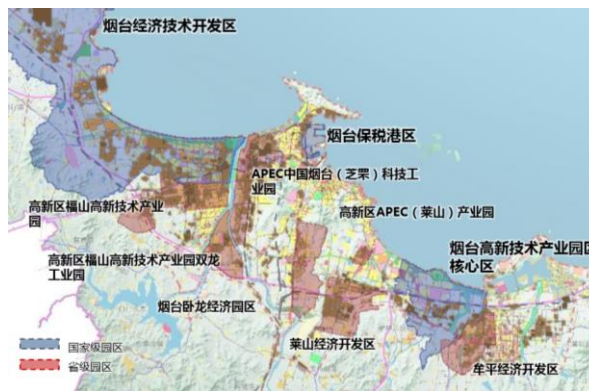 烟台经济技术开发区
烟台保税港区
APEC中国烟台（芝罘）科技工
业园
高新区福山高新技术产业
园
高新区APEC（莱山）产业园
烟台高新技术产业园区
核心区
高新区福山高新技术产业园双龙
工业园
烟台卧龙经济园区
莱山经济开发区
牟平经济开发区
国家级园区
省级园区